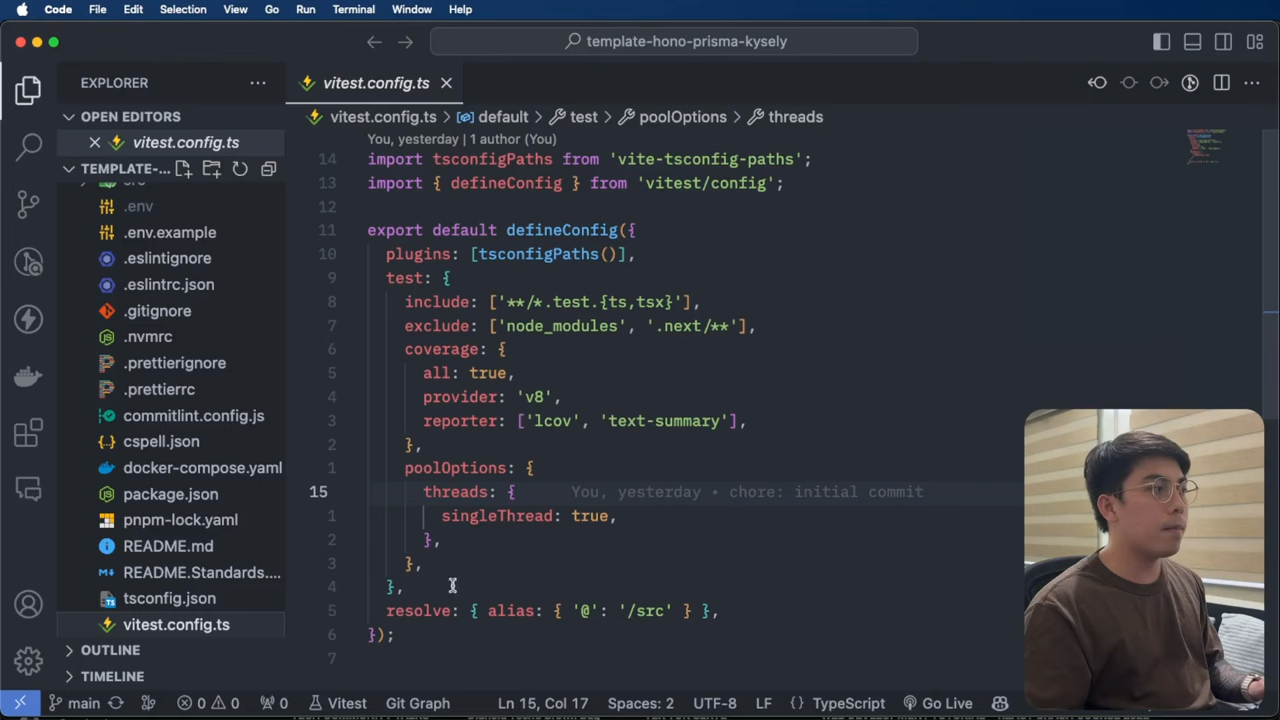 Code File Edit Selection View Go Run Terminal Window Help
template-hono-prisma-kysely
EXPLORER
OPEN EDITORS
vitest.config.ts
TEMPLATE-...
.env
.env.example
.eslintignore
.eslintrc.json
.gitignore
.nvmrc
.prettierignore
.prettierrc
commitlint.config.js
cspell.json
docker-compose.yaml
package.json
pnpm-lock.yaml
README.md
README.Standards....
tsconfig.json
vitest.config.ts
OUTLINE
TIMELINE
vitest.config.ts
vitest.config.ts > default > test > poolOptions > threads
You, yesterday | 1 author (You)
14 import tsconfigPaths from 'vite-tsconfig-paths';
13 import { defineConfig } from 'vitest/config';
12
11 export default defineConfig({
10 plugins: [tsconfigPaths()],
9 test: {
8 include: ['**/*.test.{ts,tsx}'],
7 exclude: ['node_modules', '.next/**'],
6 coverage: {
5 all: true,
4 provider: 'v8',
3 reporter: ['lcov', 'text-summary'],
2 },
1 poolOptions: {
15 threads: { You, yesterday • chore: initial commit
1 singleThread: true,
2 },
3 },
4 },
5 resolve: { alias: { '@': '/src' } },
6 });
7
main 0 0 0 Vitest Git Graph Ln 15, Col 17 Spaces: 2 UTF-8 LF TypeScript Go Live